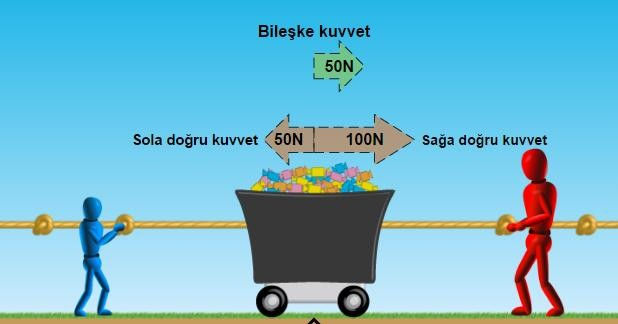 Bileşke kuvvet
50N
Sola doğru kuvvet 50N 100N Sağa doğru kuvvet